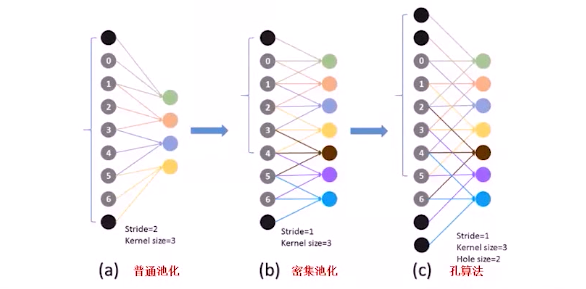 0
1
2
3
4
5
6
Stride=2
Kernel size=3
(a) 普通池化
0
1
2
3
4
5
6
Stride=1
Kernel size=3
(b) 密集池化
0
1
2
3
4
5
6
Stride=1
Kernel size=3
Hole size=2
(c) 孔算法